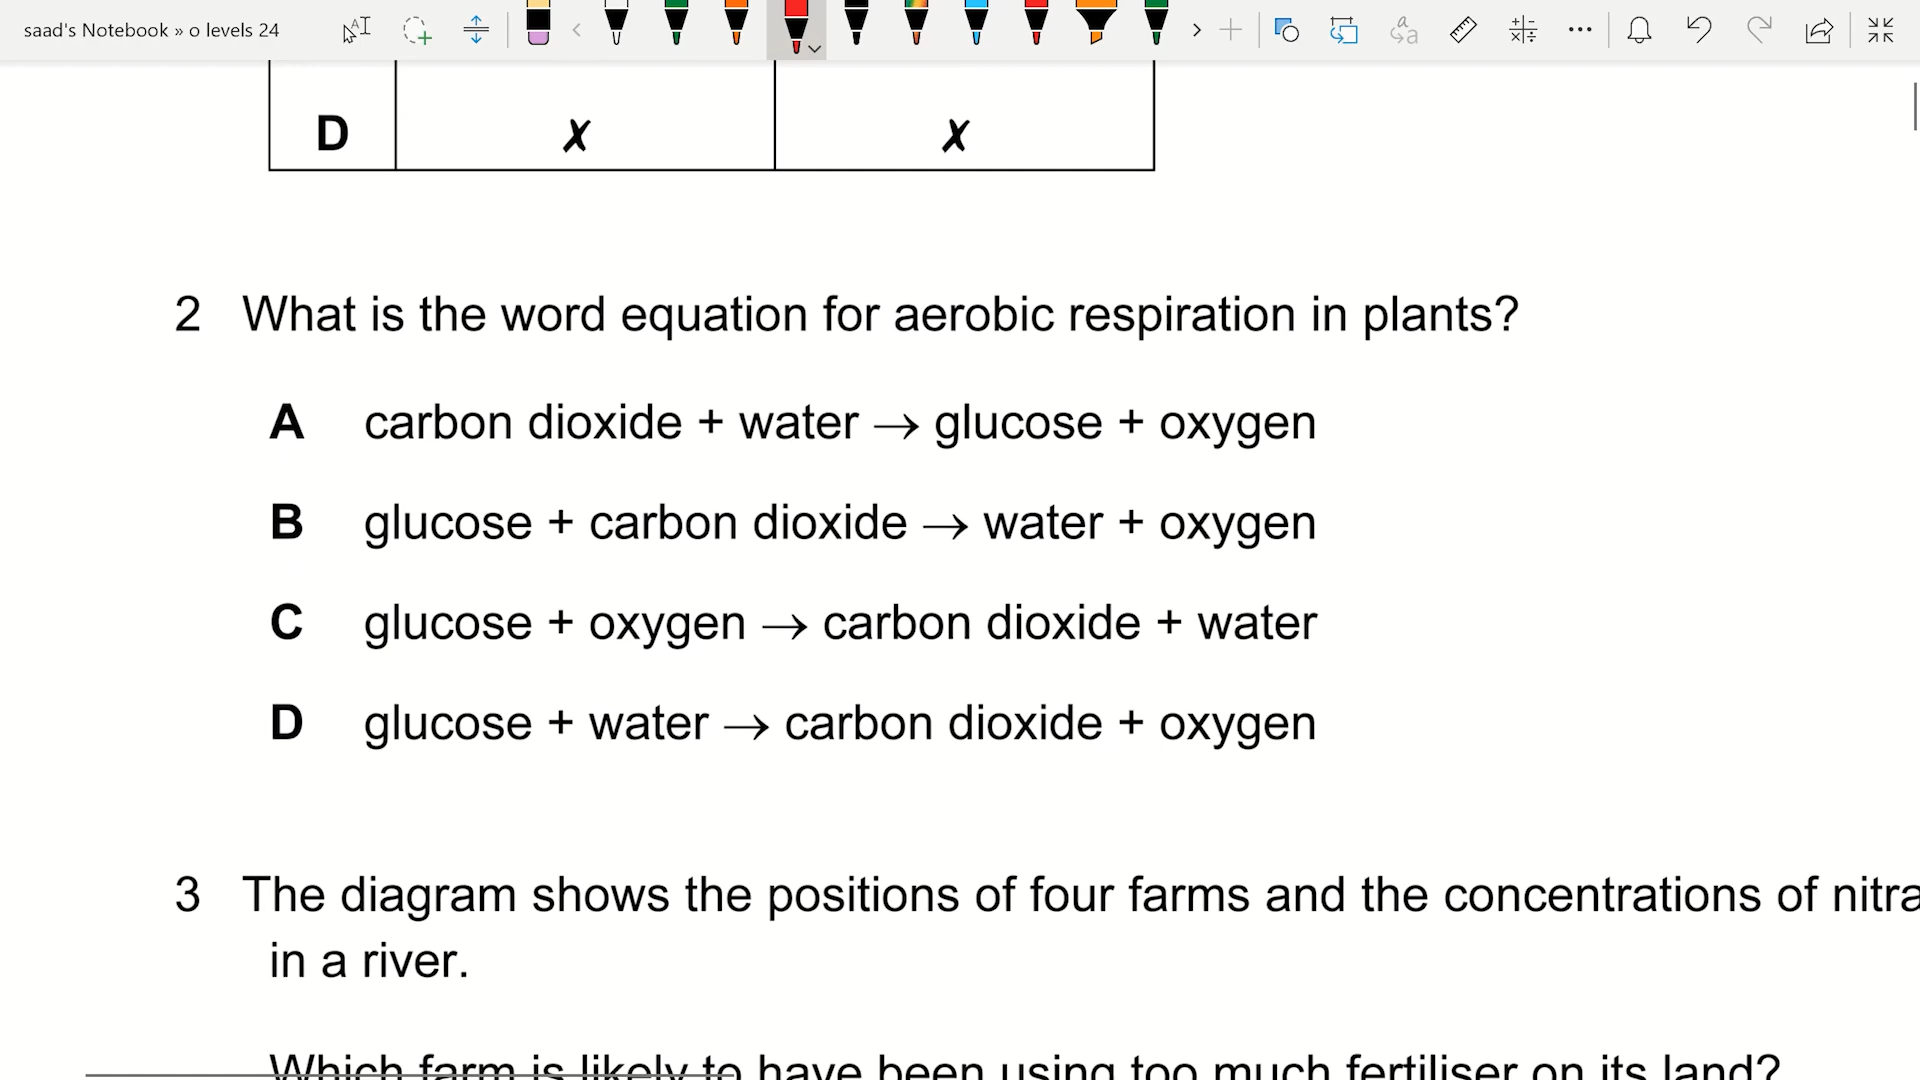 saad's Notebook » o levels 24
D ✗ ✗
2 What is the word equation for aerobic respiration in plants?
A carbon dioxide + water → glucose + oxygen
B glucose + carbon dioxide → water + oxygen
C glucose + oxygen → carbon dioxide + water
D glucose + water → carbon dioxide + oxygen
3 The diagram shows the positions of four farms and the concentrations of nitra
in a river.
Which farm is likely to have been using too much fertiliser on its land?